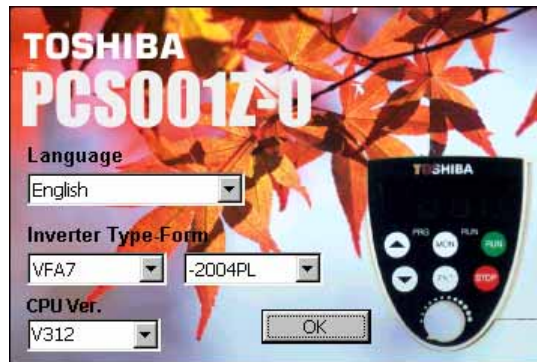 TOSHIBA
PCS001Z-0
Language
English
Inverter Type-Form
VFA7 -2004PL
CPU Ver.
V312
OK
TOSHIBA
PRG RUN
MON RUN
STOP